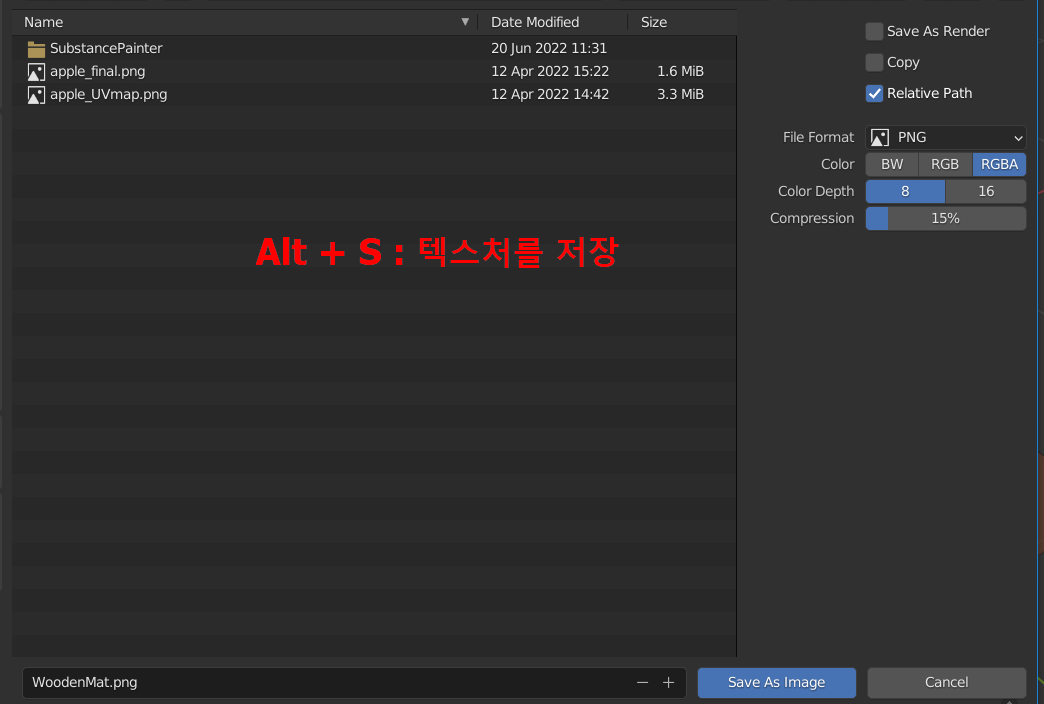 Name Date Modified Size
SubstancePainter 20 Jun 2022 11:31
apple_final.png 12 Apr 2022 15:22 1.6 MiB
apple_UVmap.png 12 Apr 2022 14:42 3.3 MiB
Alt + S : 텍스처를 저장
Save As Render
Copy
Relative Path
File Format PNG
Color BW RGB RGBA
Color Depth 8 16
Compression 15%
WoodenMat.png
Save As Image Cancel